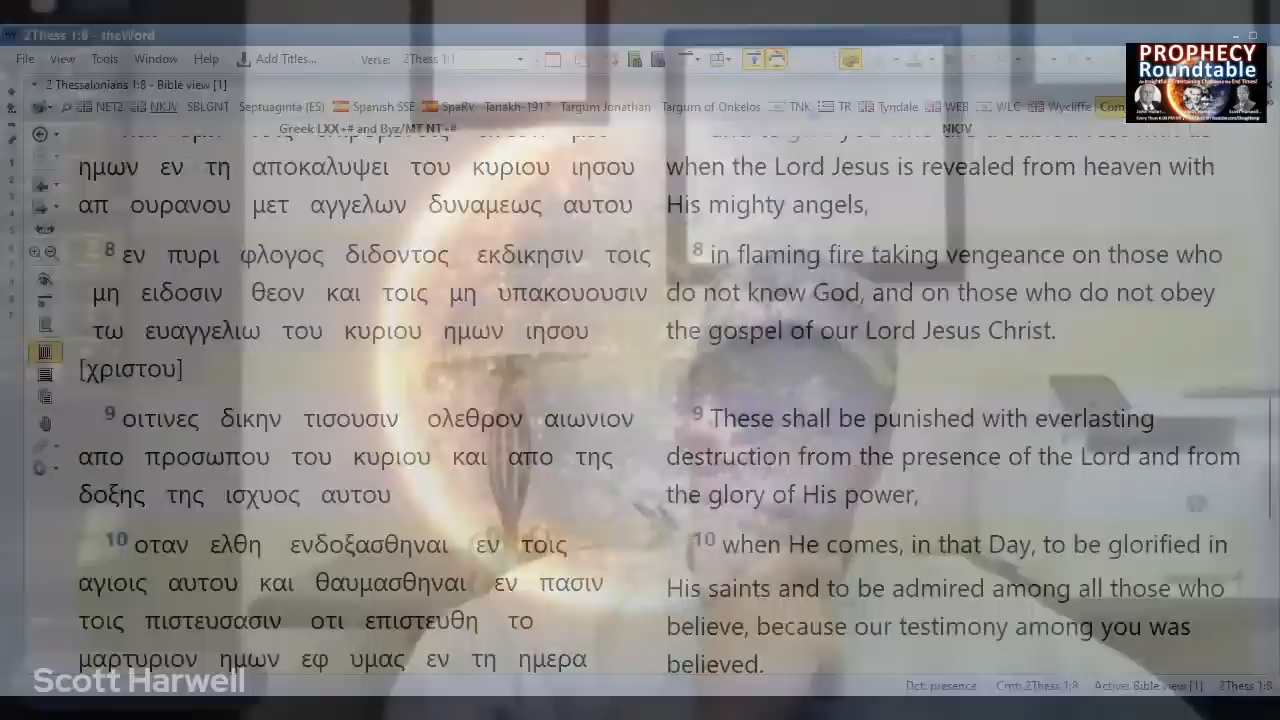 2Thess 1:8 - theWord
PROPHECY
Roundtable
File View Tools Window Help Add Titles... Verse: 2Thess 1:1
2 Thessalonians 1:8 - Bible view [1]
NET2 NKJV SBLGNT Septuaginta (ES) Spanish SSE SpaRV Tanakh-1917 Targum Jonathan Targum of Onkelos TNK TR Tyndale WEB WLC Wycliffe Com
Greek LXX+# and Byz/MT NT+#
NKJV
ημων εν τη αποκαλυψει του κυριου ιησου
απ ουρανου μετ αγγελων δυναμεως αυτου
8 εν πυρι φλογος διδοντος εκδικησιν τοις
μη ειδοσιν θεον και τοις μη υπακουουσιν
τω ευαγγελιω του κυριου ημων ιησου
[χριστου]
9 οιτινες δικην τισουσιν ολεθρον αιωνιον
απο προσωπου του κυριου και απο της
δοξης της ισχυος αυτου
10 οταν ελθη ενδοξασθηναι εν τοις
αγιοις αυτου και θαυμασθηναι εν πασιν
τοις πιστευσασιν οτι επιστευθη το
μαρτυριον ημων εφ υμας εν τη ημερα
when the Lord Jesus is revealed from heaven with
His mighty angels,
8 in flaming fire taking vengeance on those who
do not know God, and on those who do not obey
the gospel of our Lord Jesus Christ.
9 These shall be punished with everlasting
destruction from the presence of the Lord and from
the glory of His power,
10 when He comes, in that Day, to be glorified in
His saints and to be admired among all those who
believe, because our testimony among you was
believed.
Scott Harwell
Dct: presence Cmt: 2Thess 1:8 Active: Bible view [1] 2Thess 1:8